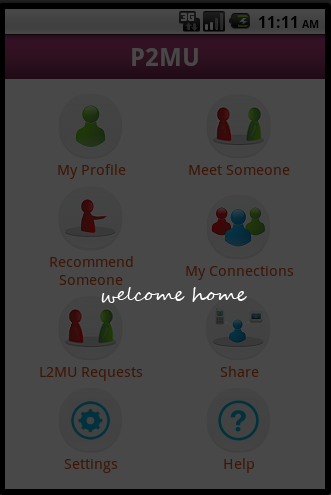 3G 11:11 AM
P2MU
My Profile Meet Someone
Recommend Someone My Connections
welcome home
L2MU Requests Share
Settings ? Help